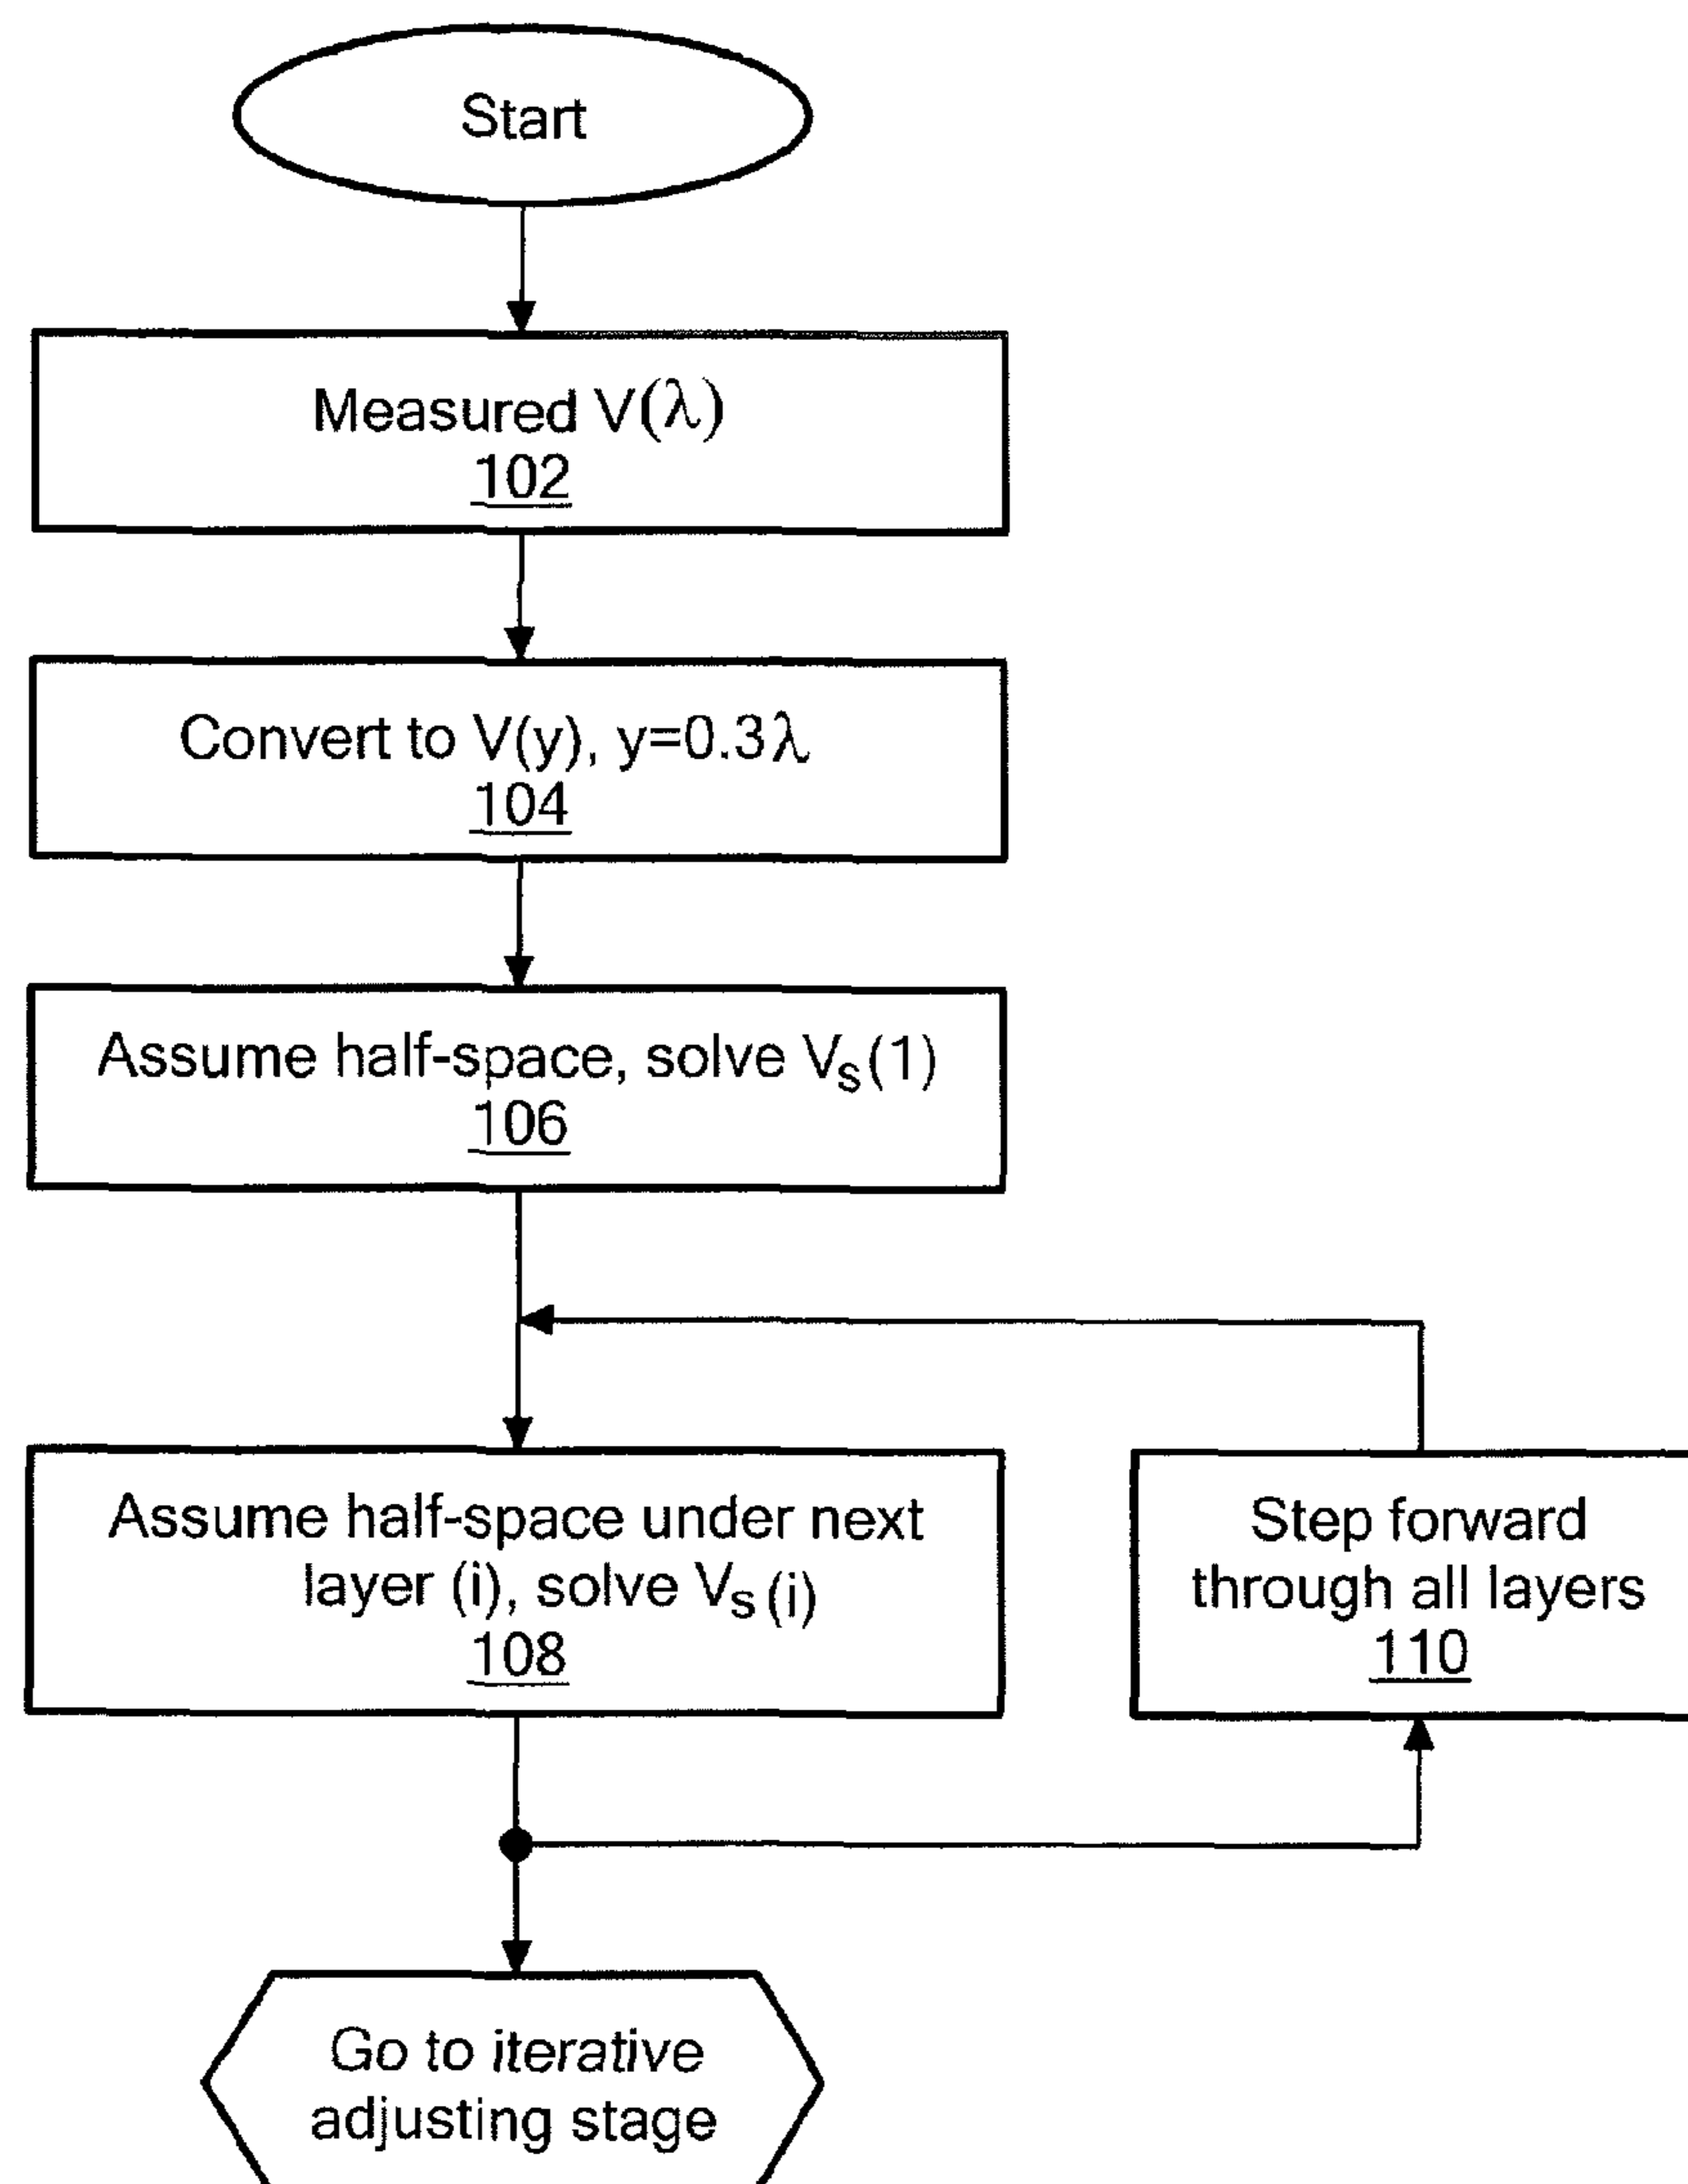 Start
Measured V(λ)
102
Convert to V(y), y=0.3λ
104
Assume half-space, solve Vs(1)
106
Assume half-space under next
layer (i), solve Vs(i)
108
Step forward
through all layers
110
Go to iterative
adjusting stage